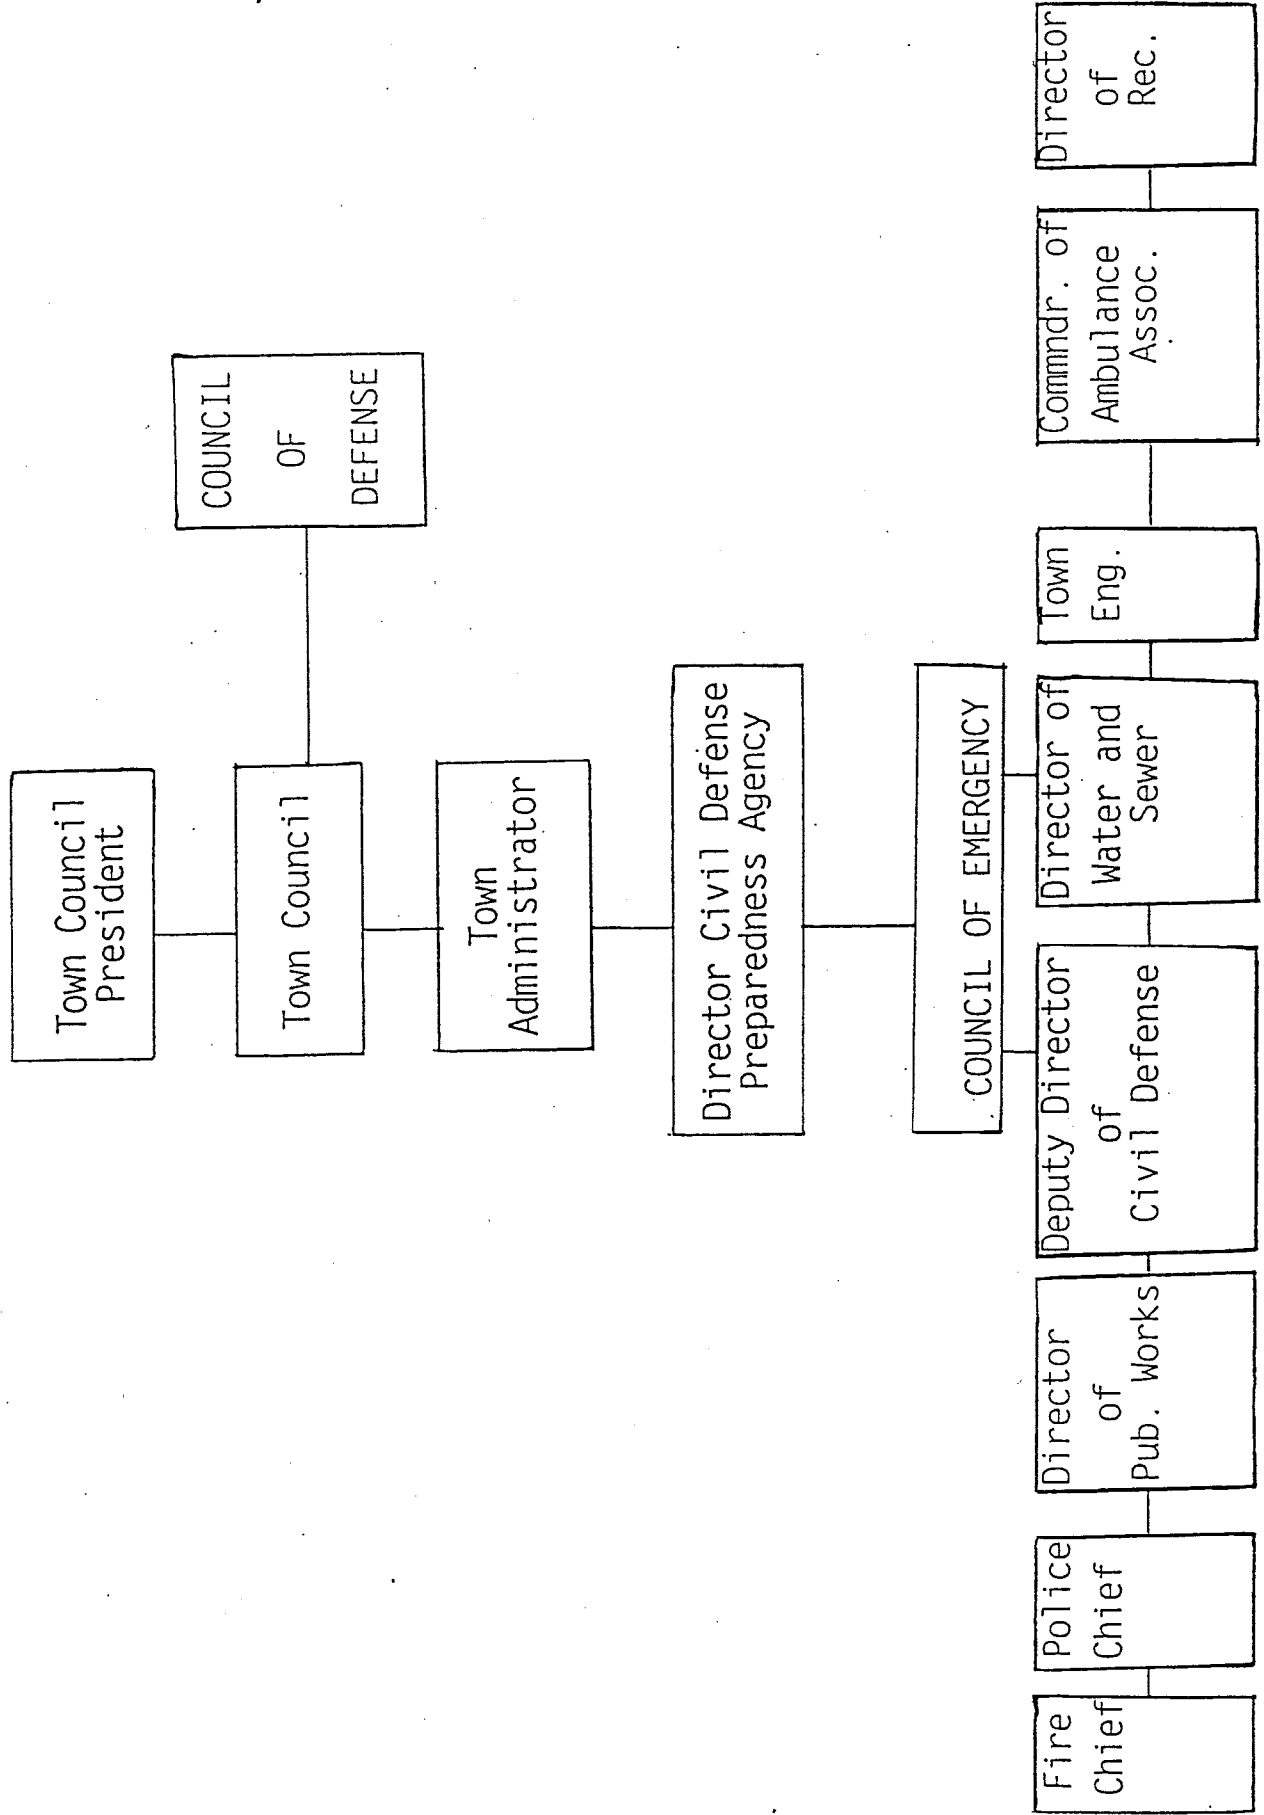 Town Council
President
Town Council
COUNCIL
OF
DEFENSE
Town
Administrator
Director Civil Defense
Preparedness Agency
COUNCIL OF EMERGENCY
Fire
Chief
Police
Chief
Director
of
Pub. Works
Deputy Director
of
Civil Defense
Director of
Water and
Sewer
Town
Eng.
Commndr. of
Ambulance
Assoc.
Director
of
Rec.